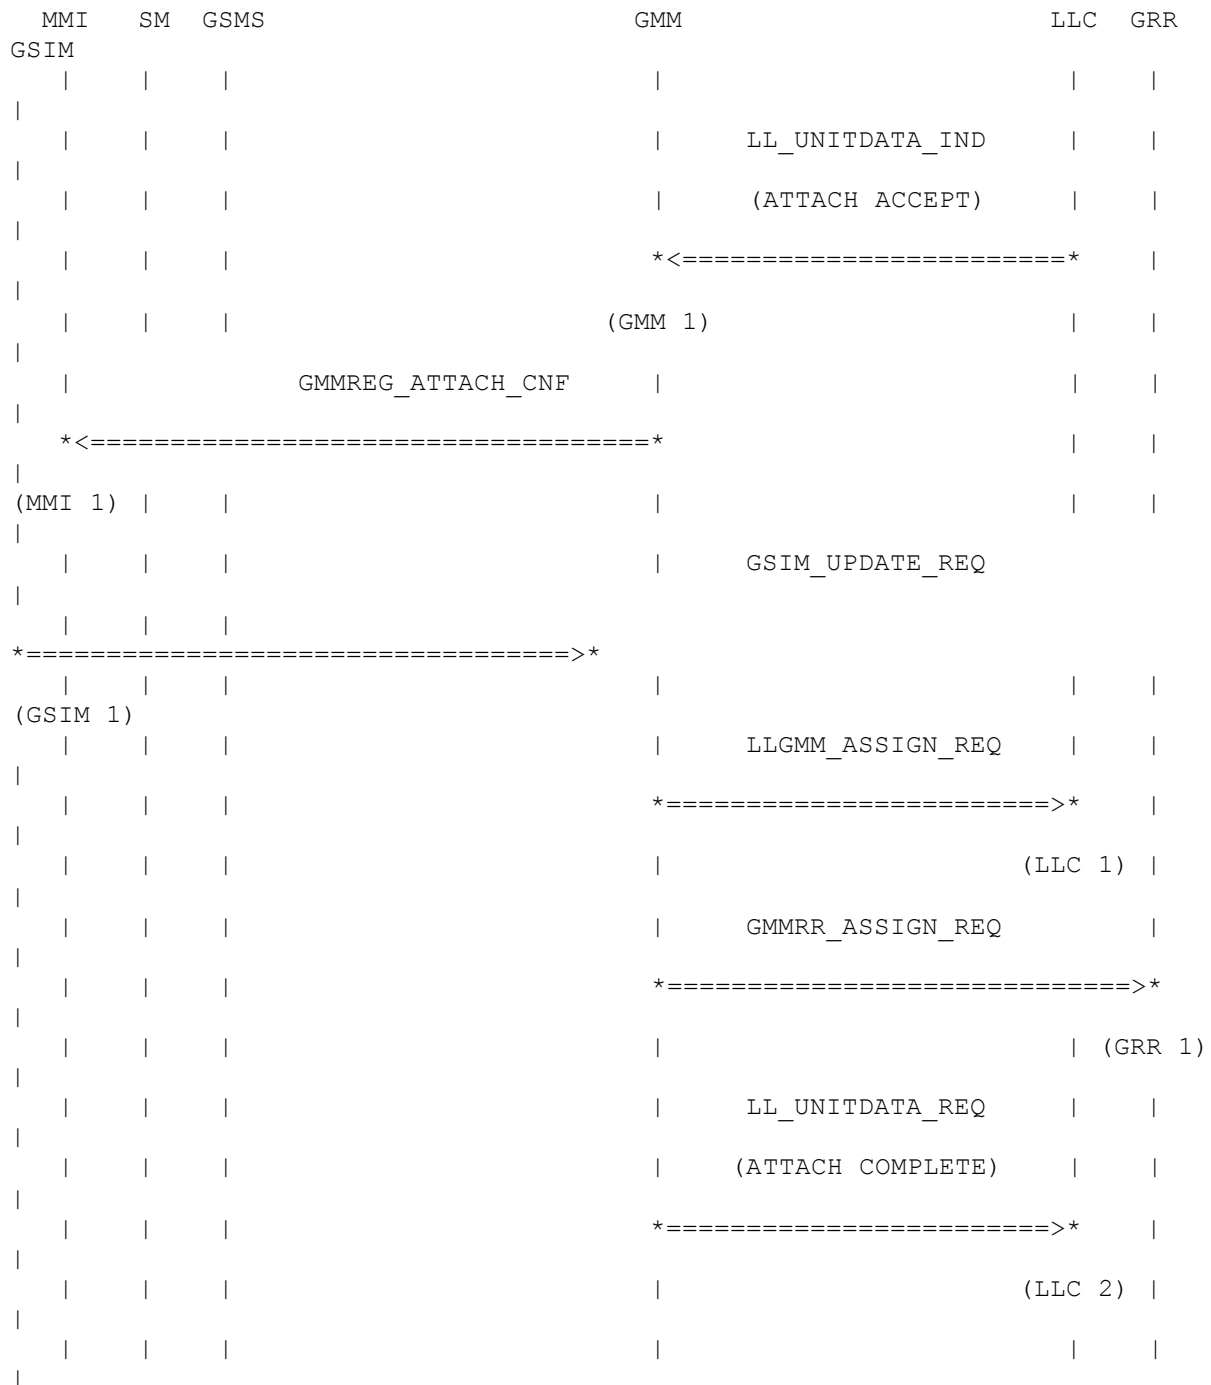 MMI   SM  GSMS                       GMM                       LLC  GRR
GSIM
   |    |    |                          |                         |    |
|
   |    |    |                          |     LL_UNITDATA_IND     |    |
|
   |    |    |                          |     (ATTACH ACCEPT)     |    |
|
   |    |    |                          *<========================*    |
|
   |    |    |                       (GMM 1)                      |    |
|
   |              GMMREG_ATTACH_CNF     |                         |    |
|
   *<===================================*                         |    |
|
(MMI 1) |    |                          |                         |    |
|
   |    |    |                          |     GSIM_UPDATE_REQ
|
   |    |    |
*==================================>*
   |    |    |                          |                         |    |
(GSIM 1)
   |    |    |                          |     LLGMM_ASSIGN_REQ    |    |
|
   |    |    |                          *========================>*    |
|
   |    |    |                          |                      (LLC 1) |
|
   |    |    |                          |     GMMRR_ASSIGN_REQ         |
|
   |    |    |                          *=============================>*
|
   |    |    |                          |                         | (GRR 1)
|
   |    |    |                          |     LL_UNITDATA_REQ     |    |
|
   |    |    |                          |    (ATTACH COMPLETE)    |    |
|
   |    |    |                          *========================>*    |
|
   |    |    |                          |                      (LLC 2) |
|
   |    |    |                          |                         |    |
|